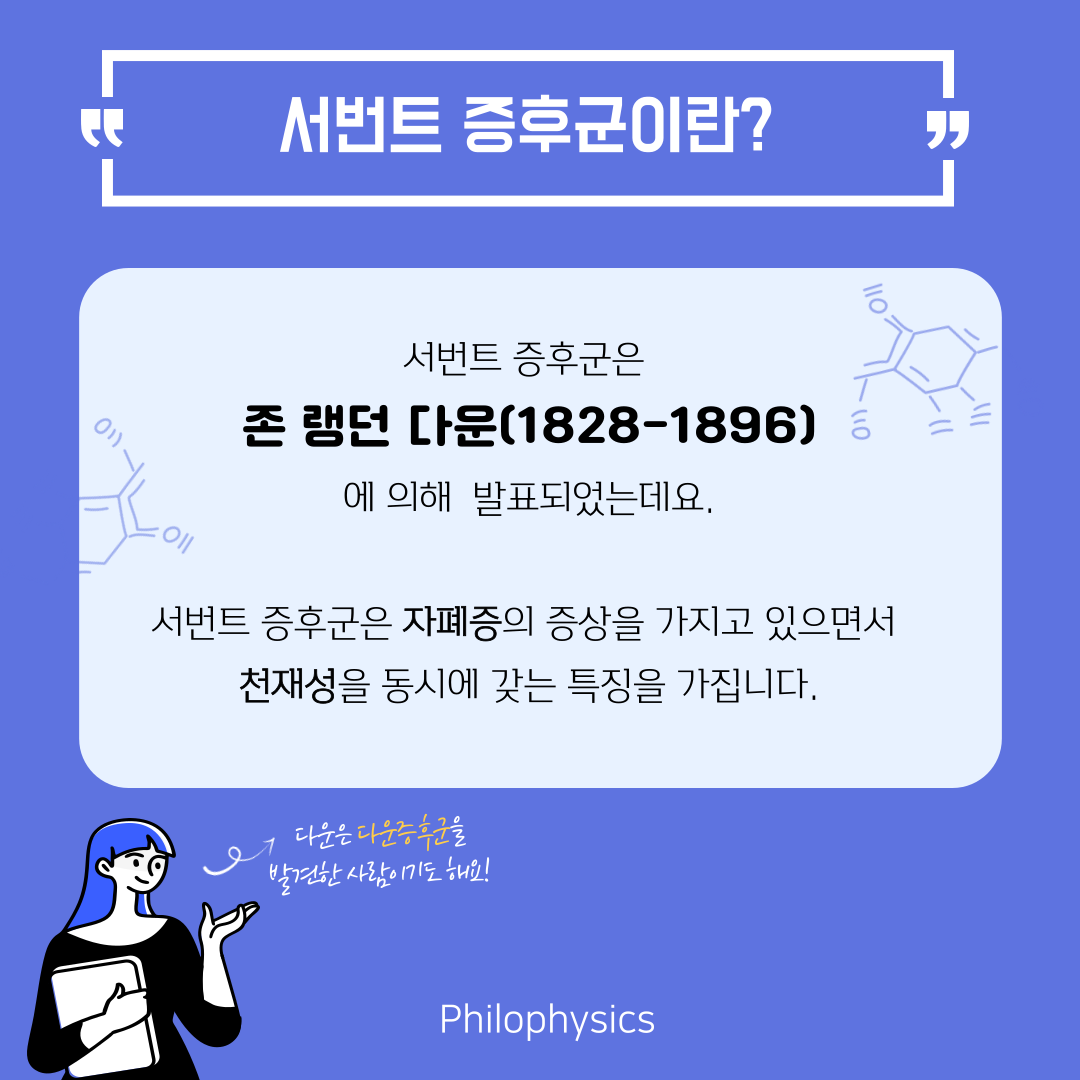 서번트 증후군이란?
서번트 증후군은
존 랭던 다운(1828-1896)
에 의해 발표되었는데요.
서번트 증후군은 자폐증의 증상을 가지고 있으면서
천재성을 동시에 갖는 특징을 가집니다.
다운은 다운증후군을
발견한 사람이기도 해요!
Philophysics